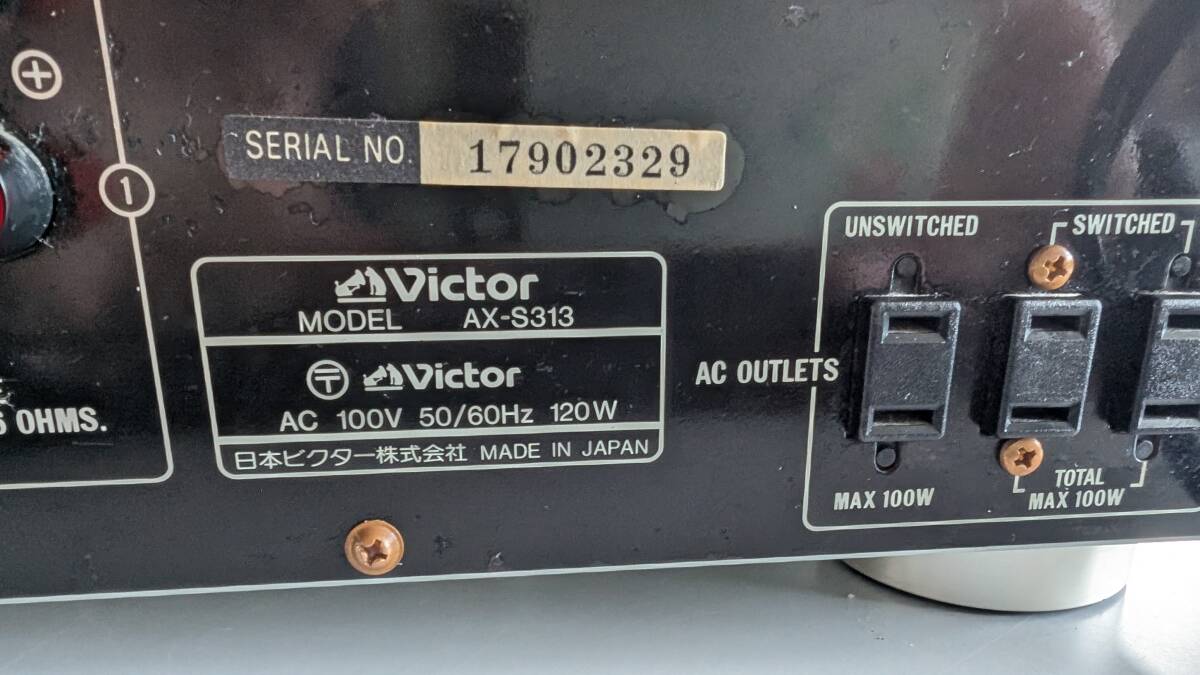 +
1
SERIAL NO. 17902329
Victor
MODEL AX-S313
〒 Victor
AC 100V 50/60Hz 120W
日本ビクター株式会社 MADE IN JAPAN
OHMS.
UNSWITCHED
SWITCHED
AC OUTLETS
MAX 100W
TOTAL
MAX 100W